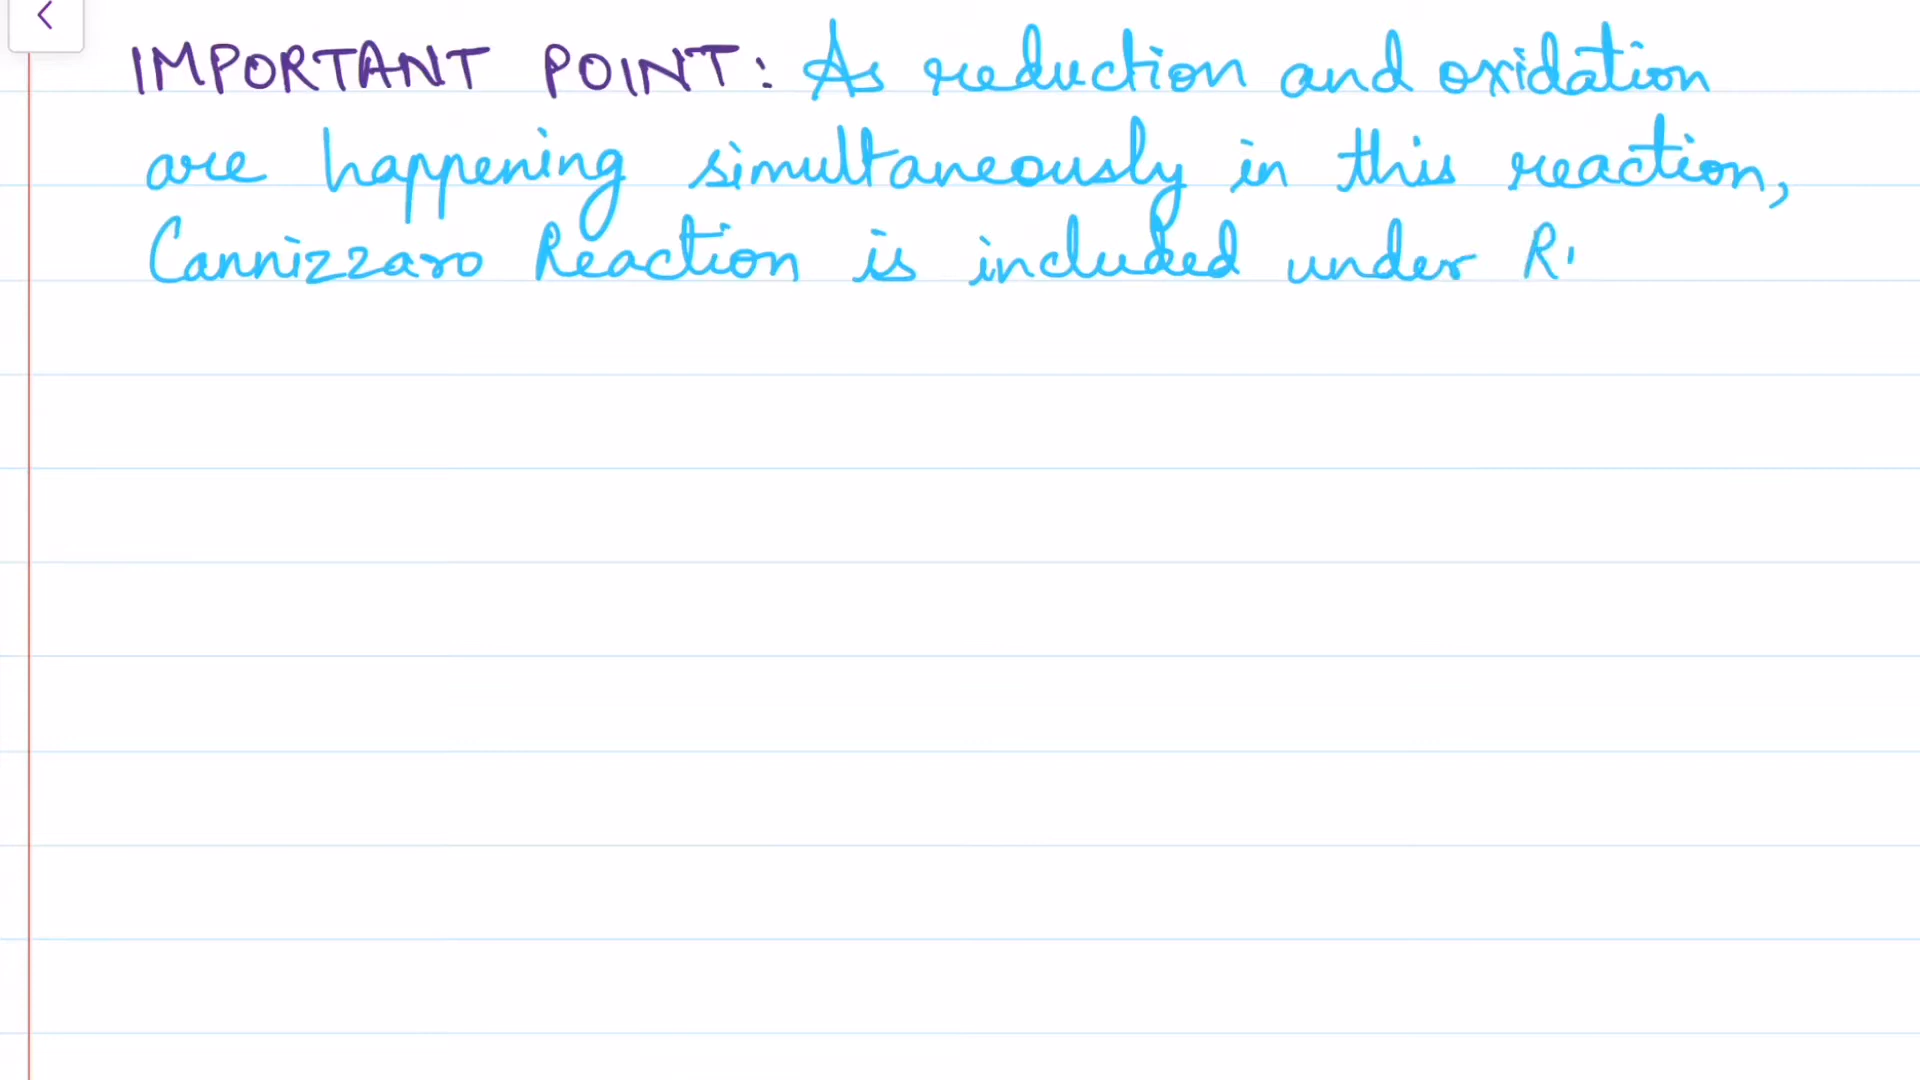 IMPORTANT POINT: As reduction and oxidation
are happening simultaneously in this reaction,
Cannizzaro Reaction is included under R